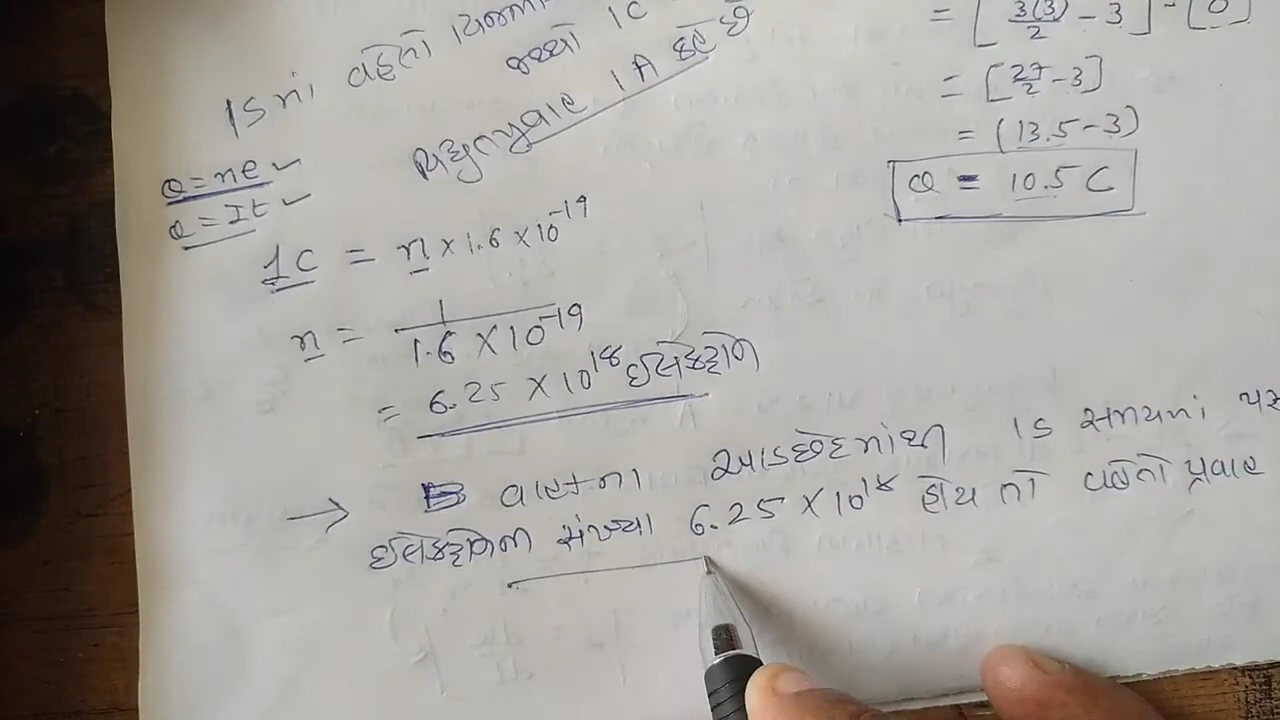 1S માં વહેતો વિજભાર
જથ્થો 1C
વિદ્યુતપ્રવાહ 1A કહે છે
Q = ne ✓
Q = It ✓
1C = n × 1.6 × 10⁻¹⁹
n = 1 / 1.6 × 10⁻¹⁹
= 6.25 × 10¹⁸ ઇલેક્ટ્રોન
→ વાહકના આડછેદમાંથી 1S સમયમાં
ઇલેક્ટ્રોનની સંખ્યા 6.25 × 10¹⁸ હોય તો વહેતો પ્રવાહ
= [3(3)/2 - 3] - [0]
= [27/2 - 3]
= (13.5 - 3)
Q = 10.5 C